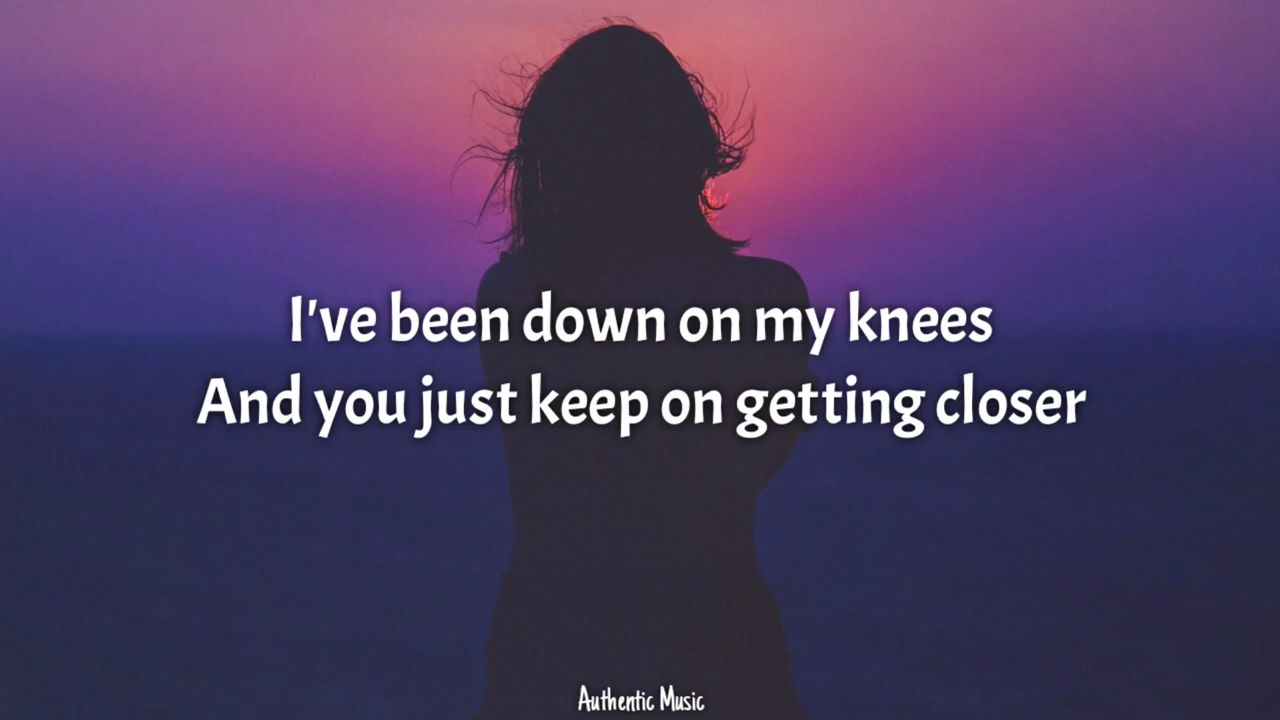 I've been down on my knees
And you just keep on getting closer
Authentic Music